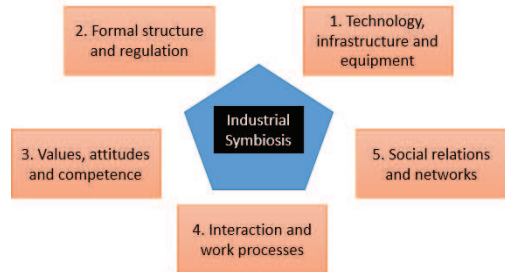 2. Formal structure
and regulation
1. Technology,
infrastructure and
equipment
Industrial
Symbiosis
3. Values, attitudes
and competence
5. Social relations
and networks
4. Interaction and
work processes